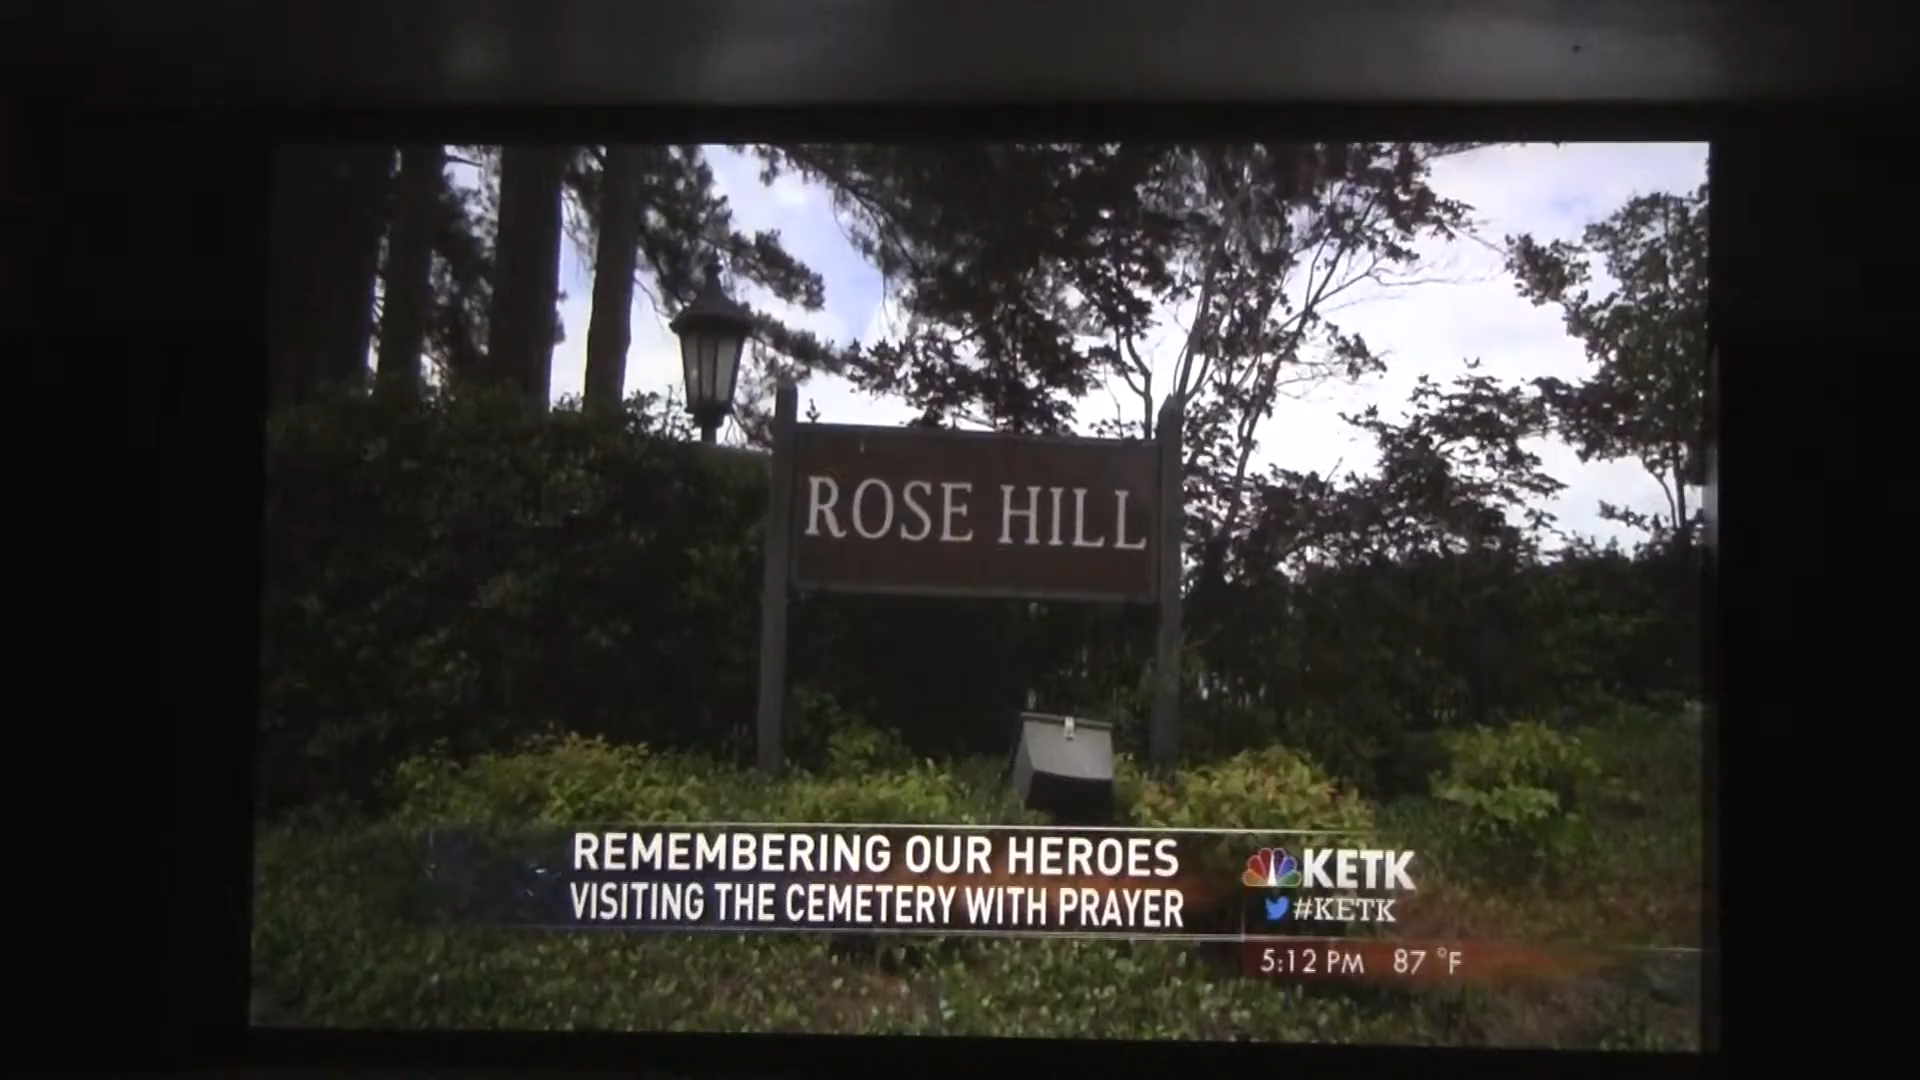 ROSE HILL
REMEMBERING OUR HEROES
VISITING THE CEMETERY WITH PRAYER
KETK
#KETK
5:12 PM 87 °F